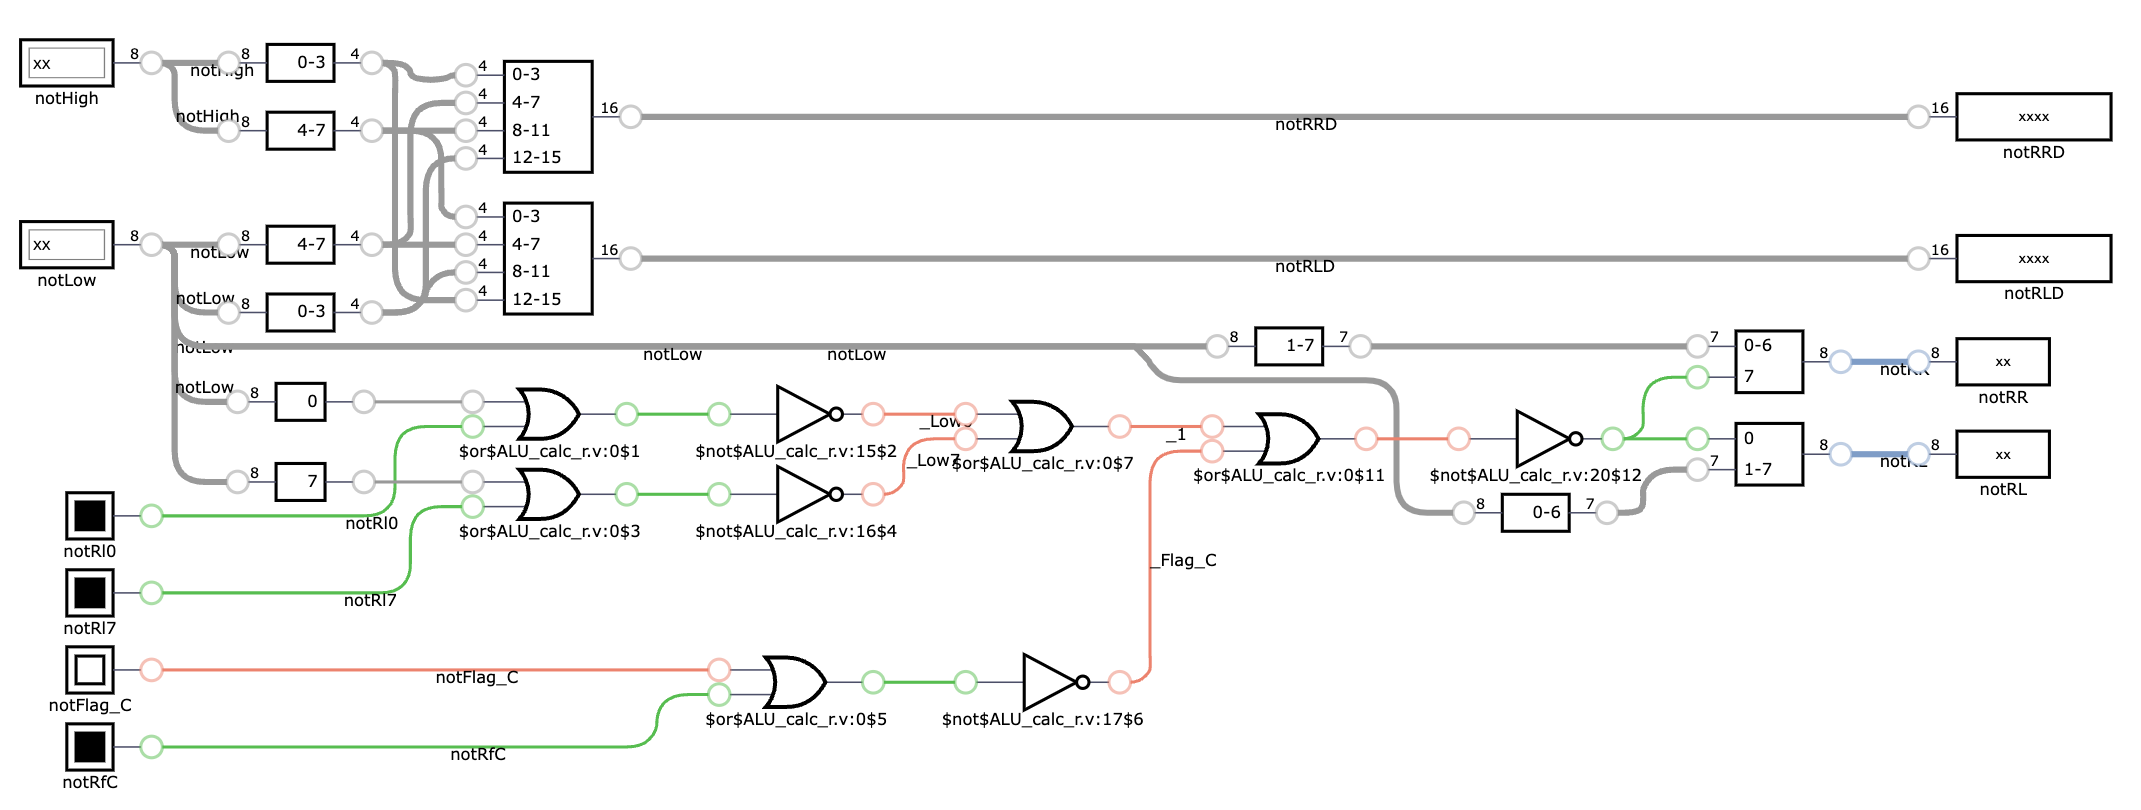 xx
notHigh
8
notHigh
8
0-3
4
notHigh
8
4-7
4
4
0-3
4
4-7
4
8-11
4
12-15
16
notRRD
16
xxxx
notRRD
xx
notLow
8
notLow
8
4-7
4
notLow
8
0-3
4
4
0-3
4
4-7
4
8-11
4
12-15
16
notRLD
16
xxxx
notRLD
notLow
notLow
notLow
8
1-7
7
7
0-6
7
8
notRR
8
xx
notRR
notLow
8
0
$or$ALU_calc_r.v:0$1
$not$ALU_calc_r.v:15$2
_Low0
_Low7
$or$ALU_calc_r.v:0$7
_1
$or$ALU_calc_r.v:0$11
$not$ALU_calc_r.v:20$12
0
7
1-7
8
notRL
8
xx
notRL
8
7
$or$ALU_calc_r.v:0$3
$not$ALU_calc_r.v:16$4
8
0-6
7
notRl0
notRl0
notRl7
notRl7
_Flag_C
notFlag_C
notFlag_C
$or$ALU_calc_r.v:0$5
$not$ALU_calc_r.v:17$6
notRfC
notRfC